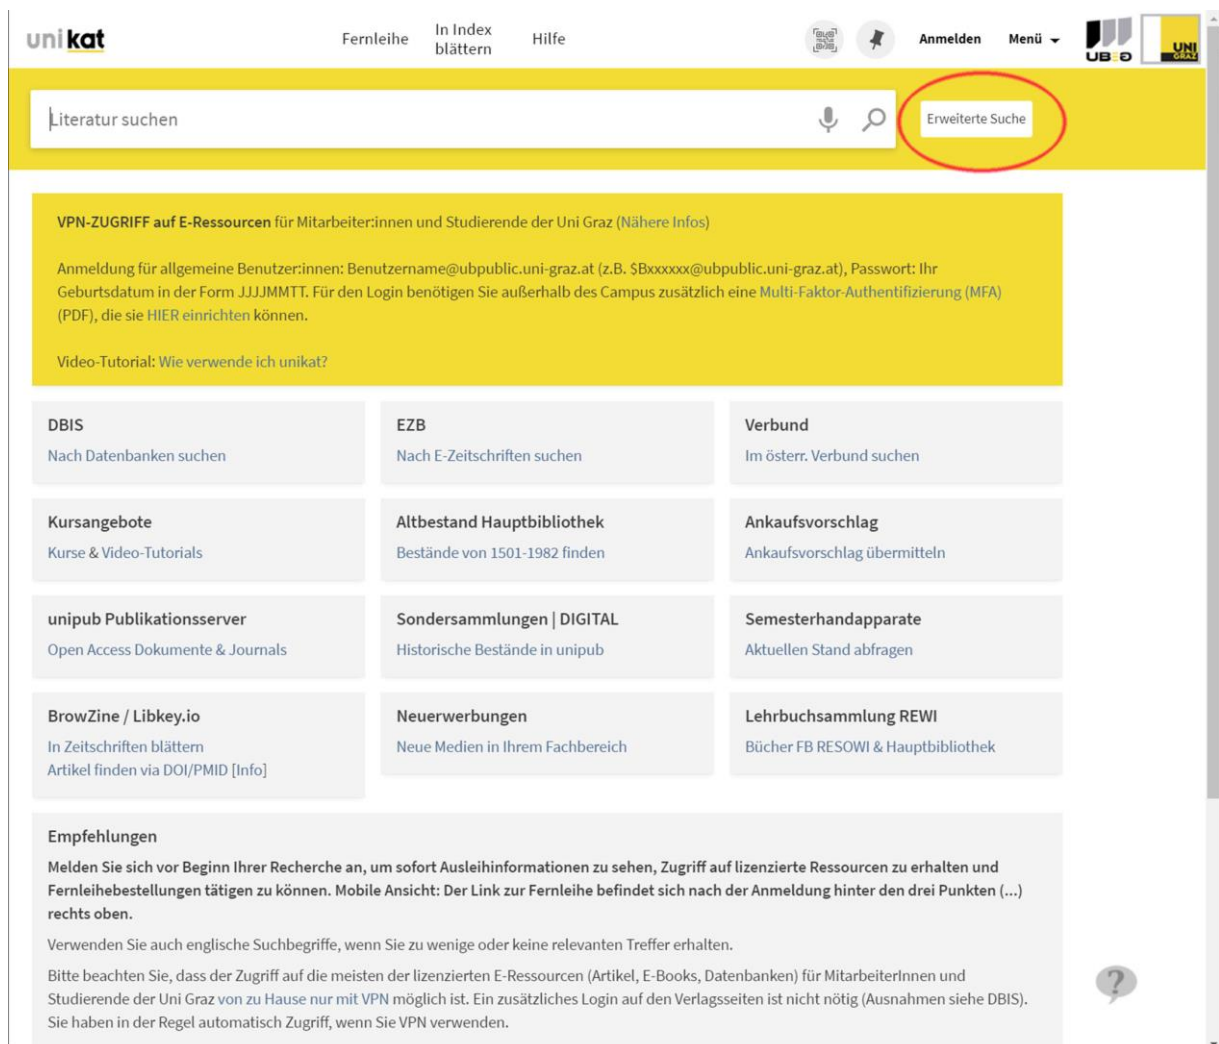 uni kat
Fernleihe
In Index
blättern
Hilfe
Anmelden
Menü
UB G
UNI
GRAZ
Literatur suchen
Erweiterte Suche
VPN-ZUGRIFF auf E-Ressourcen für Mitarbeiter:innen und Studierende der Uni Graz (Nähere Infos)
Anmeldung für allgemeine Benutzer:innen: Benutzername@ubpublic.uni-graz.at (z.B. $Bxxxxxx@ubpublic.uni-graz.at), Passwort: Ihr
Geburtsdatum in der Form JJJJMMTT. Für den Login benötigen Sie außerhalb des Campus zusätzlich eine Multi-Faktor-Authentifizierung (MFA)
(PDF), die sie HIER einrichten können.
Video-Tutorial: Wie verwende ich unikat?
DBIS
Nach Datenbanken suchen
EZB
Nach E-Zeitschriften suchen
Verbund
Im österr. Verbund suchen
Kursangebote
Kurse & Video-Tutorials
Altbestand Hauptbibliothek
Bestände von 1501-1982 finden
Ankaufsvorschlag
Ankaufsvorschlag übermitteln
unipub Publikationsserver
Open Access Dokumente & Journals
Sondersammlungen | DIGITAL
Historische Bestände in unipub
Semesterhandapparate
Aktuellen Stand abfragen
BrowZine / Libkey.io
In Zeitschriften blättern
Artikel finden via DOI/PMID [Info]
Neuerwerbungen
Neue Medien in Ihrem Fachbereich
Lehrbuchsammlung REWI
Bücher FB RESOWI & Hauptbibliothek
Empfehlungen
Melden Sie sich vor Beginn Ihrer Recherche an, um sofort Ausleihinformationen zu sehen, Zugriff auf lizenzierte Ressourcen zu erhalten und
Fernleihebestellungen tätigen zu können. Mobile Ansicht: Der Link zur Fernleihe befindet sich nach der Anmeldung hinter den drei Punkten (...)
rechts oben.
Verwenden Sie auch englische Suchbegriffe, wenn Sie zu wenige oder keine relevanten Treffer erhalten.
Bitte beachten Sie, dass der Zugriff auf die meisten der lizenzierten E-Ressourcen (Artikel, E-Books, Datenbanken) für MitarbeiterInnen und
Studierende der Uni Graz von zu Hause nur mit VPN möglich ist. Ein zusätzliches Login auf den Verlagsseiten ist nicht nötig (Ausnahmen siehe DBIS).
Sie haben in der Regel automatisch Zugriff, wenn Sie VPN verwenden.
?